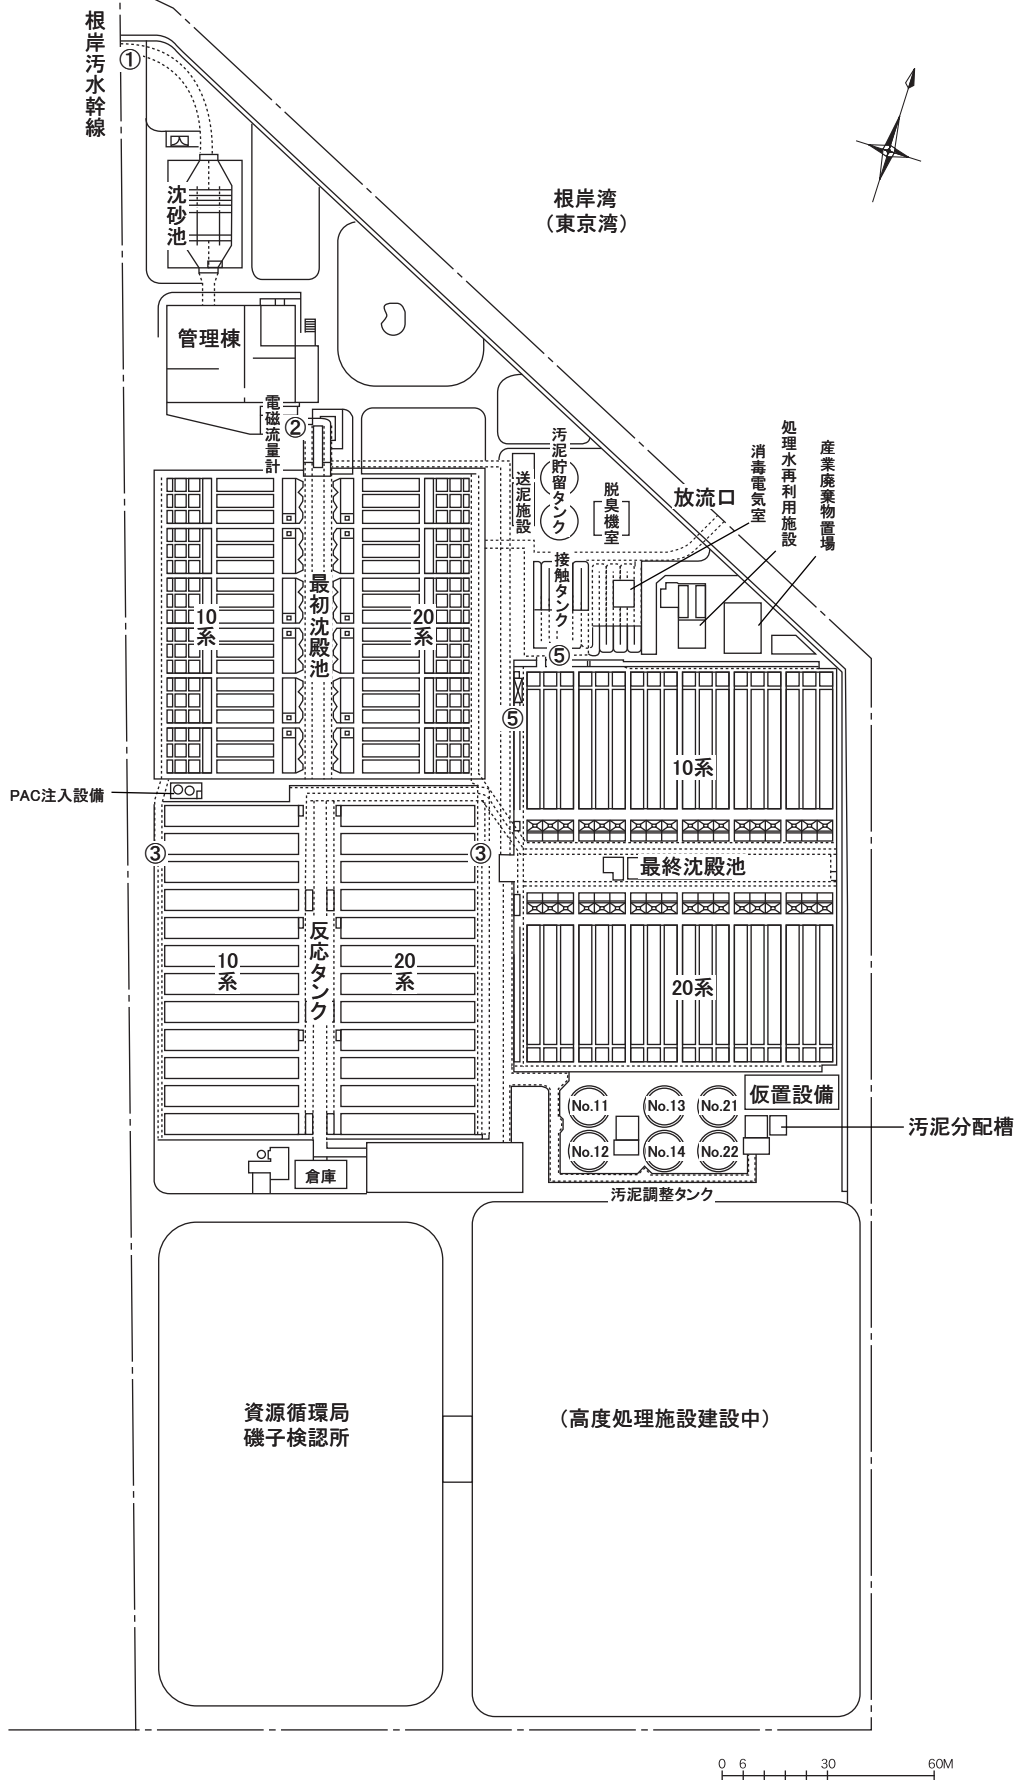 根岸汚水幹線
①
沈砂池
根岸湾
（東京湾）
管理棟
電磁流量計
②
送泥施設
汚泥貯留タンク
脱臭機室
放流口
消毒電気室
処理水再利用施設
産業廃棄物置場
接触タンク
10系
最初沈殿池
20系
⑤
⑤
10系
PAC注入設備
③
③
最終沈殿池
10系
反応タンク
20系
20系
No.11
No.13
No.21
仮置設備
汚泥分配槽
No.12
No.14
No.22
倉庫
汚泥調整タンク
資源循環局
磯子検認所
（高度処理施設建設中）
0 6 30 60M